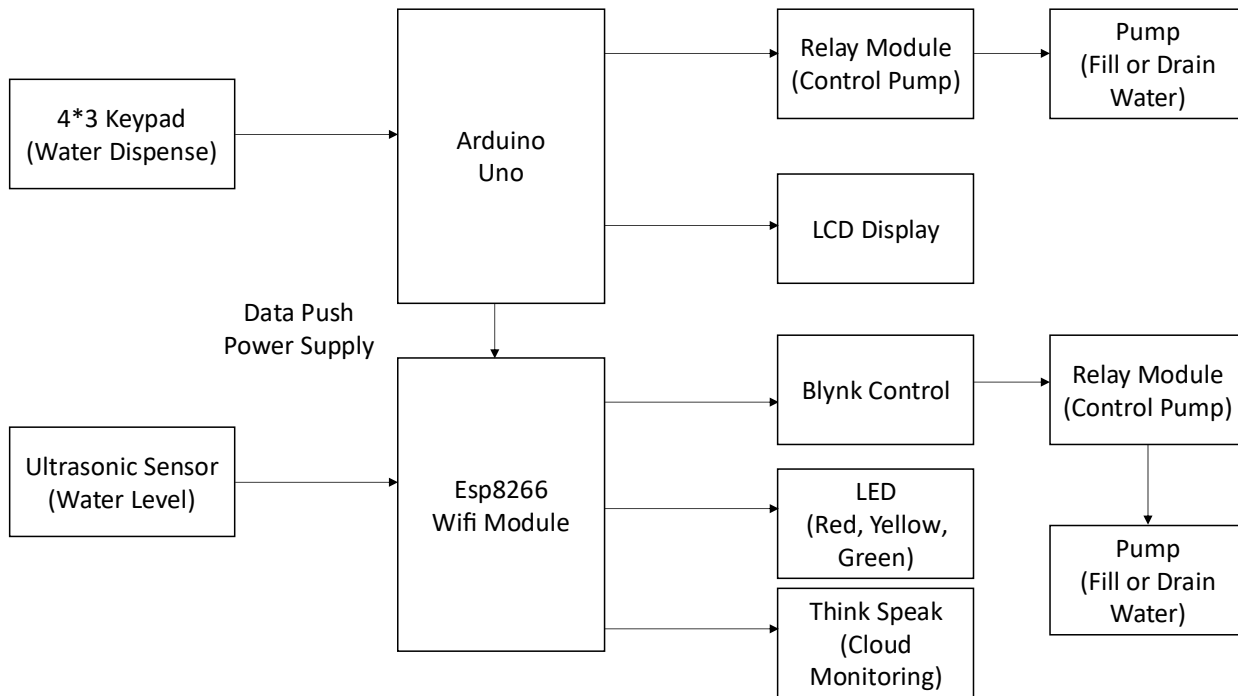 4*3 Keypad
(Water Dispense)
Arduino
Uno
Relay Module
(Control Pump)
Pump
(Fill or Drain
Water)
LCD Display
Data Push
Power Supply
Ultrasonic Sensor
(Water Level)
Esp8266
Wifi Module
Blynk Control
Relay Module
(Control Pump)
LED
(Red, Yellow,
Green)
Pump
(Fill or Drain
Water)
Think Speak
(Cloud
Monitoring)